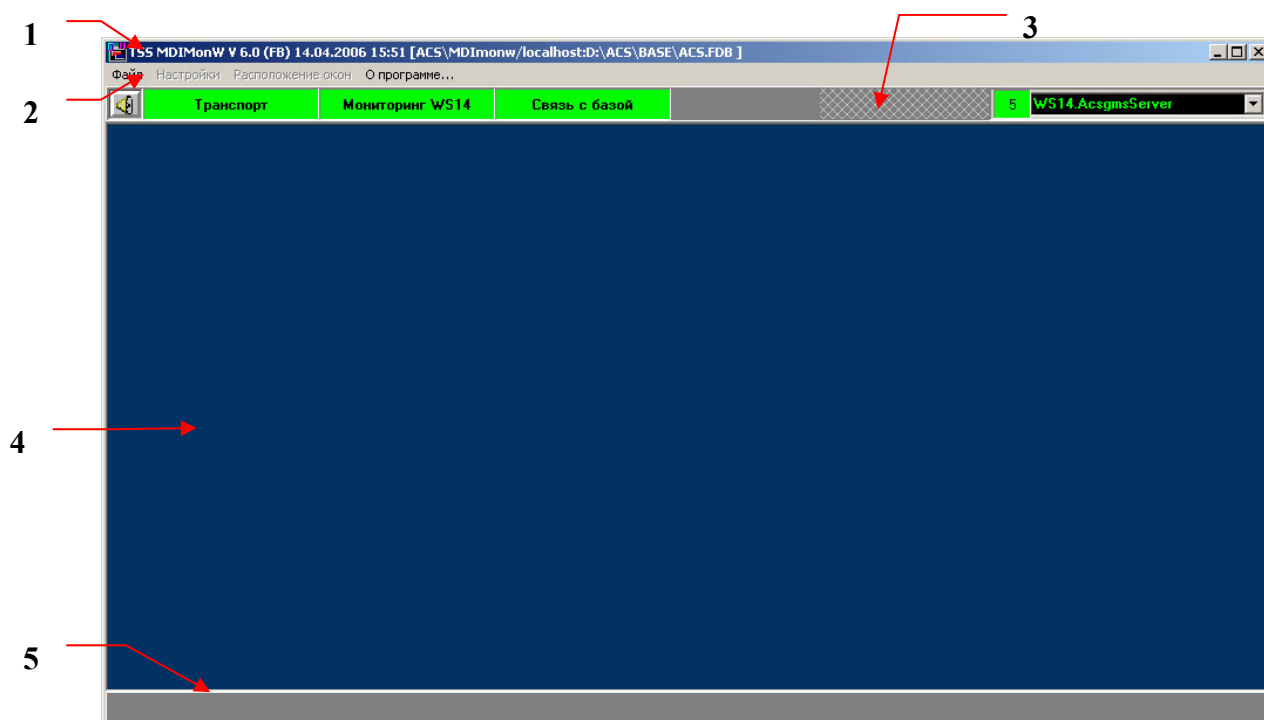 1
3
TSS MDIMonW V 6.0 (FB) 14.04.2006 15:51 [ACS\MDImonw/localhost:D:\ACS\BASE\ACS.FDB ]
Файл Настройки Расположение окон О программе...
2
Транспорт Мониторинг WS14 Связь с базой 5 WS14.AcsgmsServer
4
5